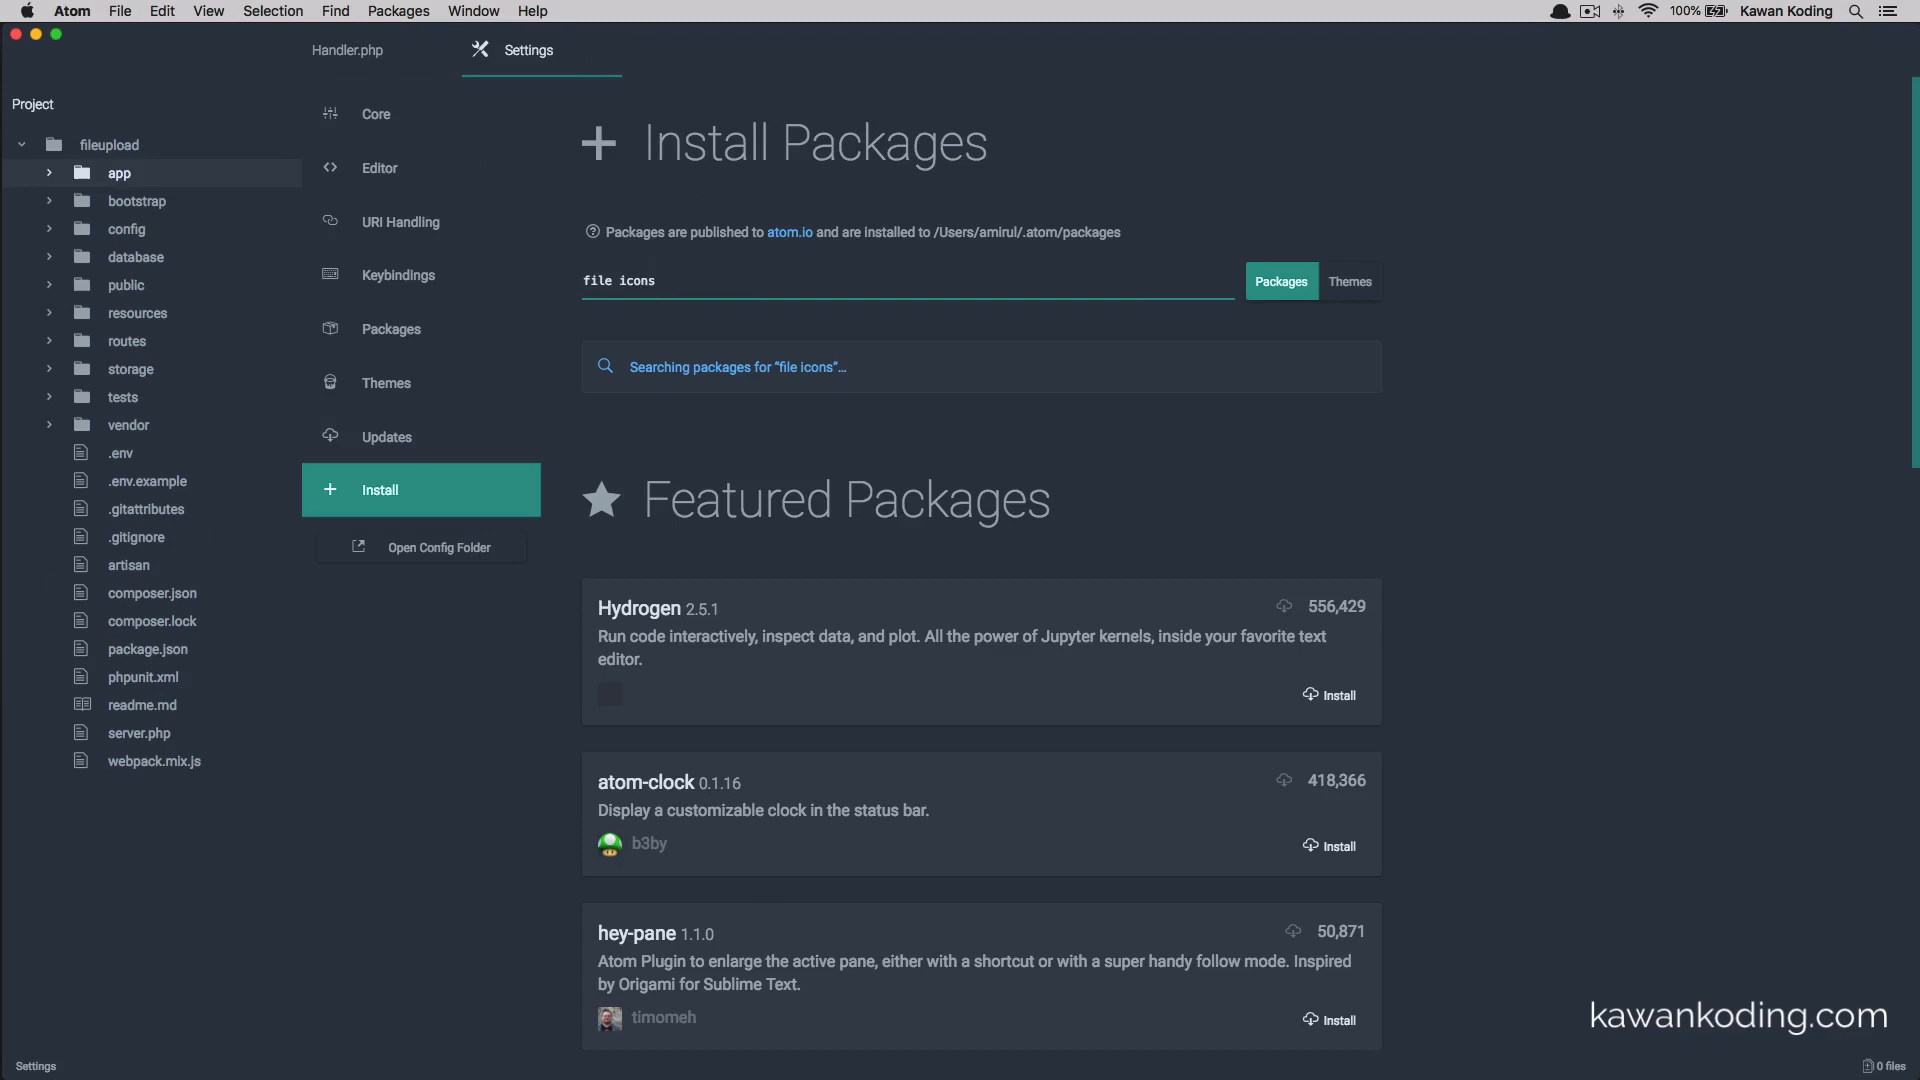 Atom File Edit View Selection Find Packages Window Help
100% Kawan Koding
Handler.php
Settings
Project
fileupload
app
bootstrap
config
database
public
resources
routes
storage
tests
vendor
.env
.env.example
.gitattributes
.gitignore
artisan
composer.json
composer.lock
package.json
phpunit.xml
readme.md
server.php
webpack.mix.js
Core
Editor
URI Handling
Keybindings
Packages
Themes
Updates
Install
Open Config Folder
Install Packages
Packages are published to atom.io and are installed to /Users/amirul/.atom/packages
file icons
Packages Themes
Searching packages for “file icons”...
Featured Packages
Hydrogen 2.5.1
556,429
Run code interactively, inspect data, and plot. All the power of Jupyter kernels, inside your favorite text
editor.
Install
atom-clock 0.1.16
418,366
Display a customizable clock in the status bar.
b3by
Install
hey-pane 1.1.0
50,871
Atom Plugin to enlarge the active pane, either with a shortcut or with a super handy follow mode. Inspired
by Origami for Sublime Text.
timomeh
Install
kawankoding.com
Settings
0 files